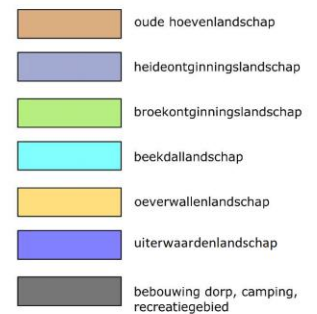 oude hoevenlandschap
heideontginningslandschap
broekontginningslandschap
beekdallandschap
oeverwallenlandschap
uiterwaardenlandschap
bebouwing dorp, camping,
recreatiegebied